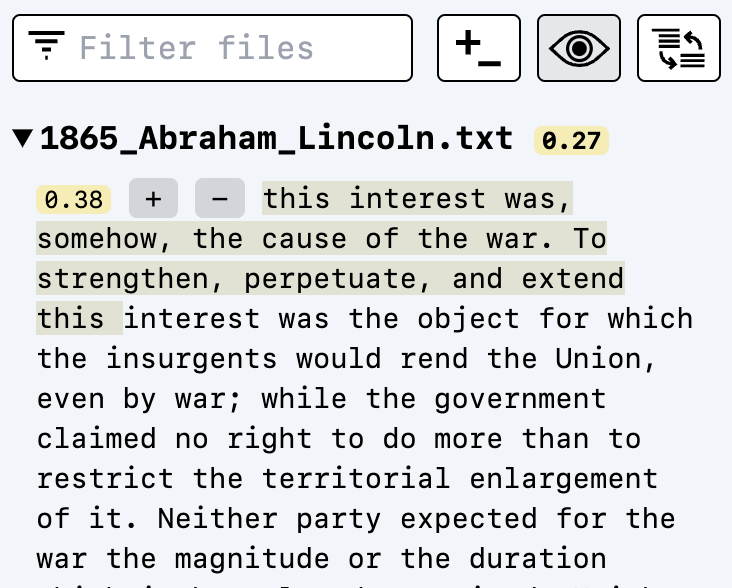 Filter files
1865_Abraham_Lincoln.txt 0.27
0.38 + − this interest was,
somehow, the cause of the war. To
strengthen, perpetuate, and extend
this interest was the object for which
the insurgents would rend the Union,
even by war; while the government
claimed no right to do more than to
restrict the territorial enlargement
of it. Neither party expected for the
war the magnitude or the duration